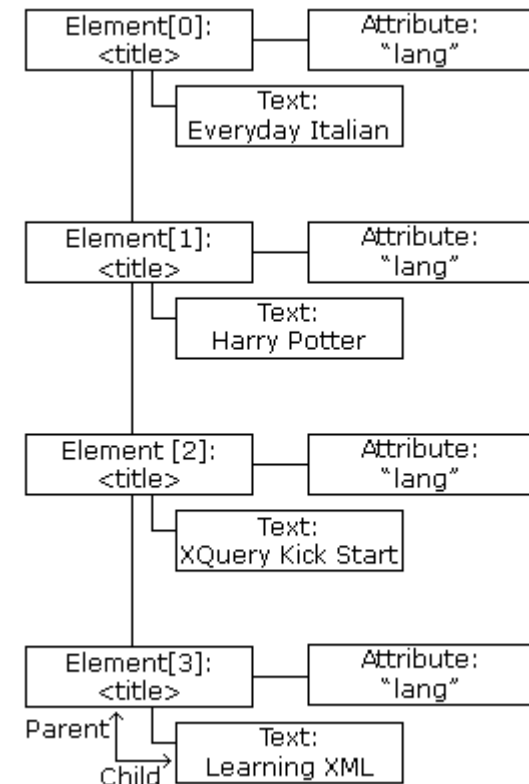 Element[0]:
<title>
Attribute:
“lang”
Text:
Everyday Italian
Element[1]:
<title>
Attribute:
“lang”
Text:
Harry Potter
Element [2]:
<title>
Attribute:
“lang”
Text:
XQuery Kick Start
Element[3]:
<title>
Attribute:
“lang”
Parent
Text:
Learning XML
Child